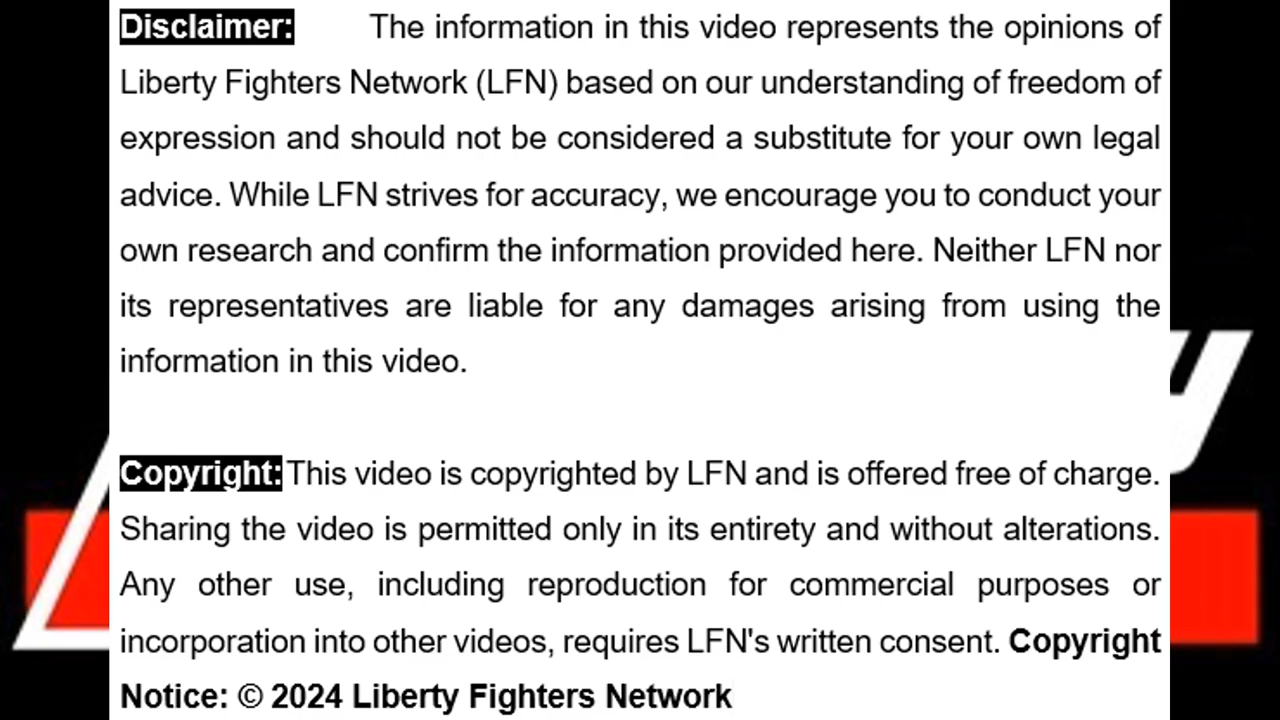 Disclaimer: The information in this video represents the opinions of
Liberty Fighters Network (LFN) based on our understanding of freedom of
expression and should not be considered a substitute for your own legal
advice. While LFN strives for accuracy, we encourage you to conduct your
own research and confirm the information provided here. Neither LFN nor
its representatives are liable for any damages arising from using the
information in this video.
Copyright: This video is copyrighted by LFN and is offered free of charge.
Sharing the video is permitted only in its entirety and without alterations.
Any other use, including reproduction for commercial purposes or
incorporation into other videos, requires LFN's written consent. Copyright
Notice: © 2024 Liberty Fighters Network